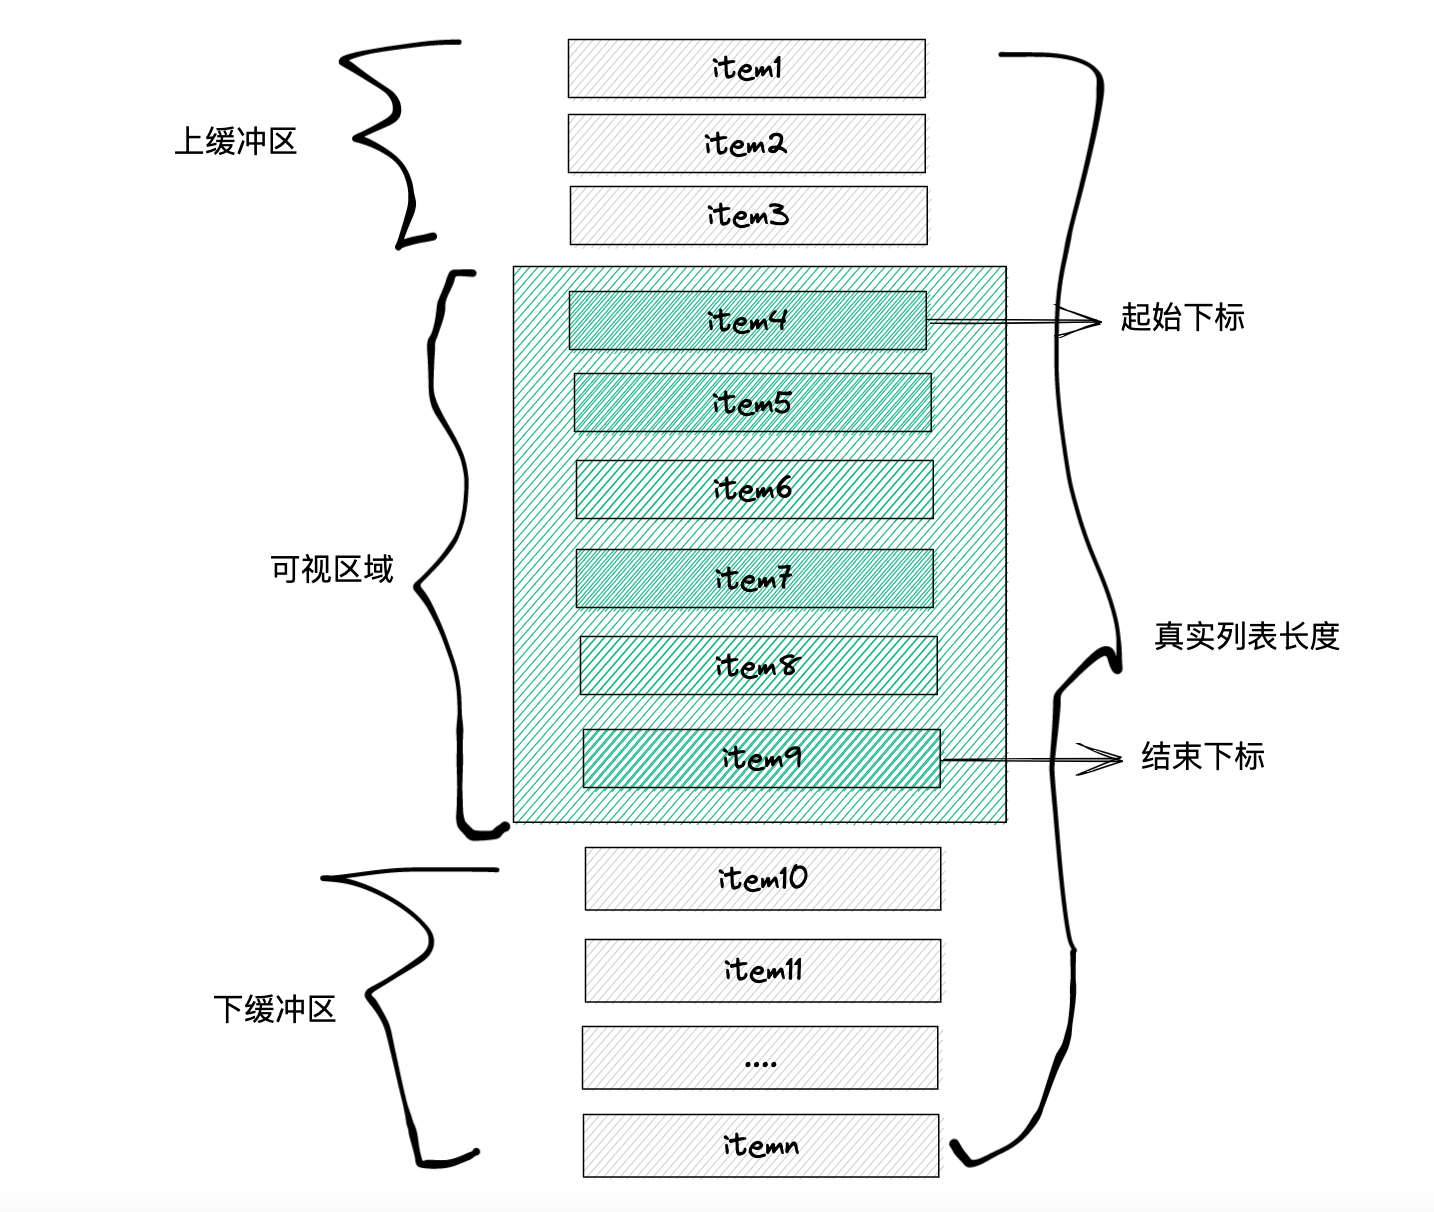 item1
上缓冲区
item2
item3
item4
起始下标
item5
item6
可视区域
item7
真实列表长度
item8
item9
结束下标
item10
item11
下缓冲区
....
itemn